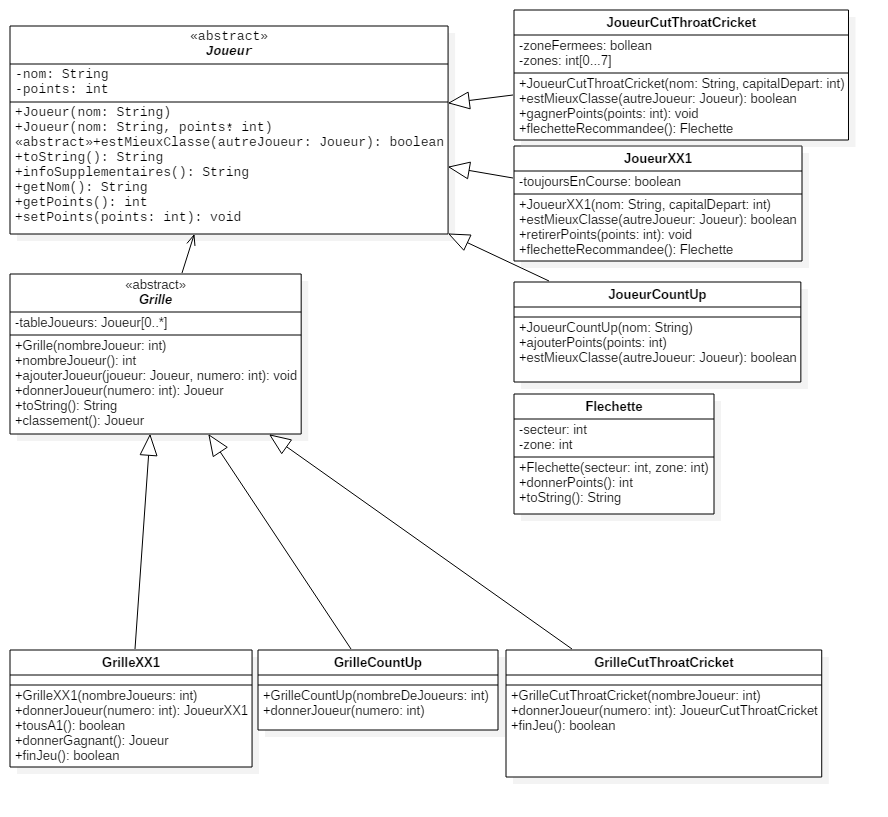 «abstract»
Joueur
-nom: String
-points: int
+Joueur(nom: String)
+Joueur(nom: String, points: int)
«abstract»+estMieuxClasse(autreJoueur: Joueur): boolean
+toString(): String
+infoSupplementaires(): String
+getNom(): String
+getPoints(): int
+setPoints(points: int): void
JoueurCutThroatCricket
-zoneFermees: bollean
-zones: int[0...7]
+JoueurCutThroatCricket(nom: String, capitalDepart: int)
+estMieuxClasse(autreJoueur: Joueur): boolean
+gagnerPoints(points: int): void
+flechetteRecommandee(): Flechette
JoueurXX1
-toujoursEnCourse: boolean
+JoueurXX1(nom: String, capitalDepart: int)
+estMieuxClasse(autreJoueur: Joueur): boolean
+retirerPoints(points: int): void
+flechetteRecommandee(): Flechette
«abstract»
Grille
-tableJoueurs: Joueur[0..*]
+Grille(nombreJoueur: int)
+nombreJoueur(): int
+ajouterJoueur(joueur: Joueur, numero: int): void
+donnerJoueur(numero: int): Joueur
+toString(): String
+classement(): Joueur
JoueurCountUp
+JoueurCountUp(nom: String)
+ajouterPoints(points: int)
+estMieuxClasse(autreJoueur: Joueur): boolean
Flechette
-secteur: int
-zone: int
+Flechette(secteur: int, zone: int)
+donnerPoints(): int
+toString(): String
GrilleXX1
+GrilleXX1(nombreJoueurs: int)
+donnerJoueur(numero: int): JoueurXX1
+tousA1(): boolean
+donnerGagnant(): Joueur
+finJeu(): boolean
GrilleCountUp
+GrilleCountUp(nombreDeJoueurs: int)
+donnerJoueur(numero: int)
GrilleCutThroatCricket
+GrilleCutThroatCricket(nombreJoueur: int)
+donnerJoueur(numero: int): JoueurCutThroatCricket
+finJeu(): boolean